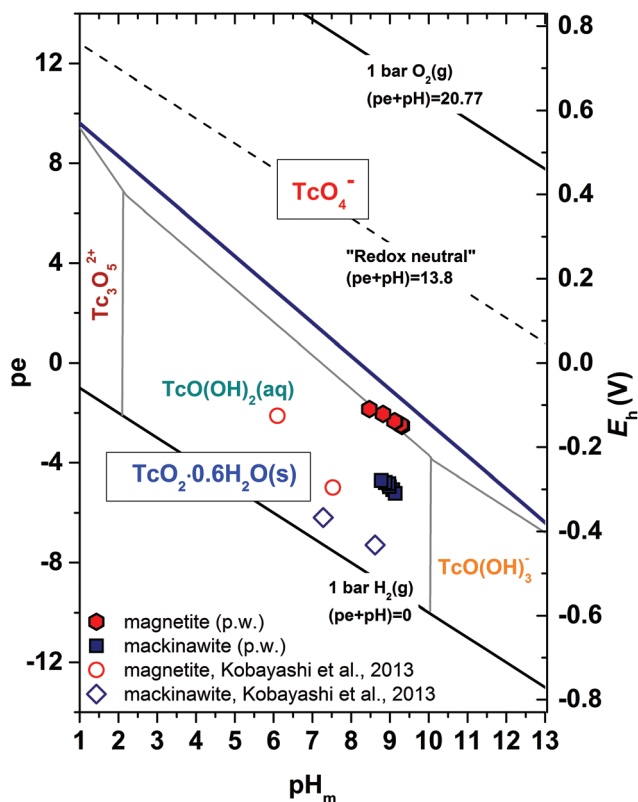 1 bar O₂(g)
(pe+pH)=20.77
TcO₄⁻
"Redox neutral"
(pe+pH)=13.8
Tc₃O₅²⁺
TcO(OH)₂(aq)
TcO₂·0.6H₂O(s)
TcO(OH)₃⁻
1 bar H₂(g)
(pe+pH)=0
magnetite (p.w.)
mackinawite (p.w.)
magnetite, Kobayashi et al., 2013
mackinawite, Kobayashi et al., 2013
12
8
4
0
-4
-8
-12
pe
0.8
0.6
0.4
0.2
0.0
-0.2
-0.4
-0.6
-0.8
Eₕ (V)
1 2 3 4 5 6 7 8 9 10 11 12 13
pHₘ